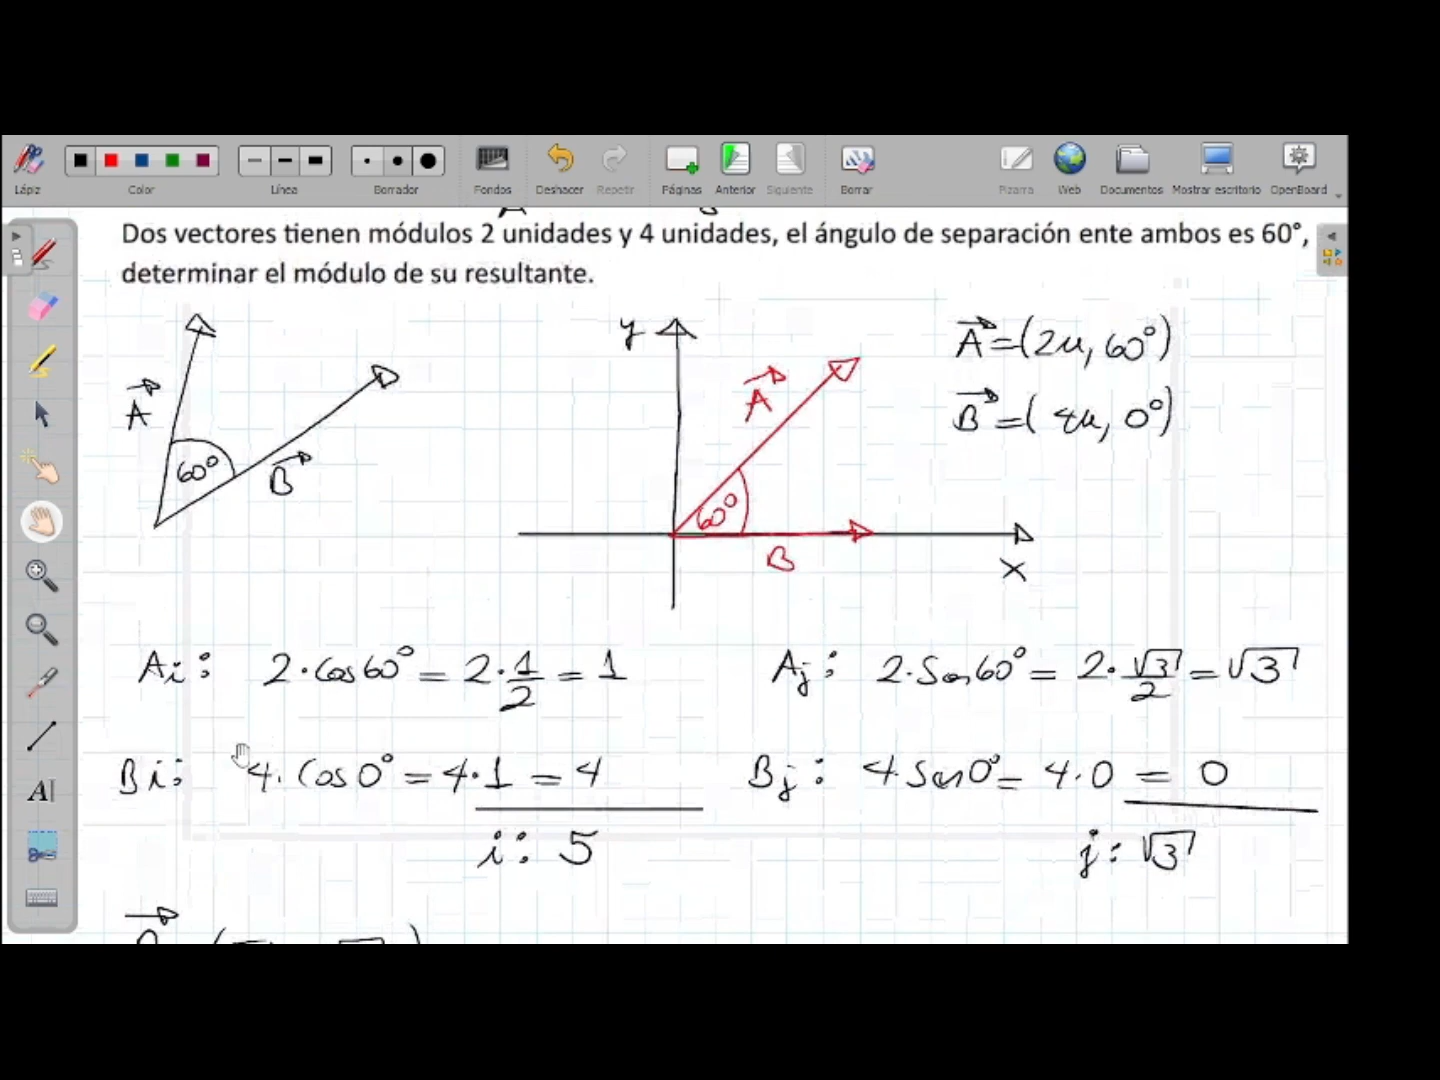 Lápiz Color Línea Borrador Fondos Deshacer Repetir Páginas Anterior Siguiente Borrar Pizarra Web Documentos Mostrar escritorio OpenBoard
Dos vectores tienen módulos 2 unidades y 4 unidades, el ángulo de separación ente ambos es 60°,
determinar el módulo de su resultante.
A
60°
B
y
A
60°
B
x
A=(2u, 60°)
B=(4u, 0°)
Ai: 2·Cos60° = 2·1/2 = 1
Aj: 2·Sen60° = 2·√3/2 = √3
Bi: 4·Cos0° = 4·1 = 4
Bj: 4·Sen0° = 4·0 = 0
i: 5
j: √3
AI